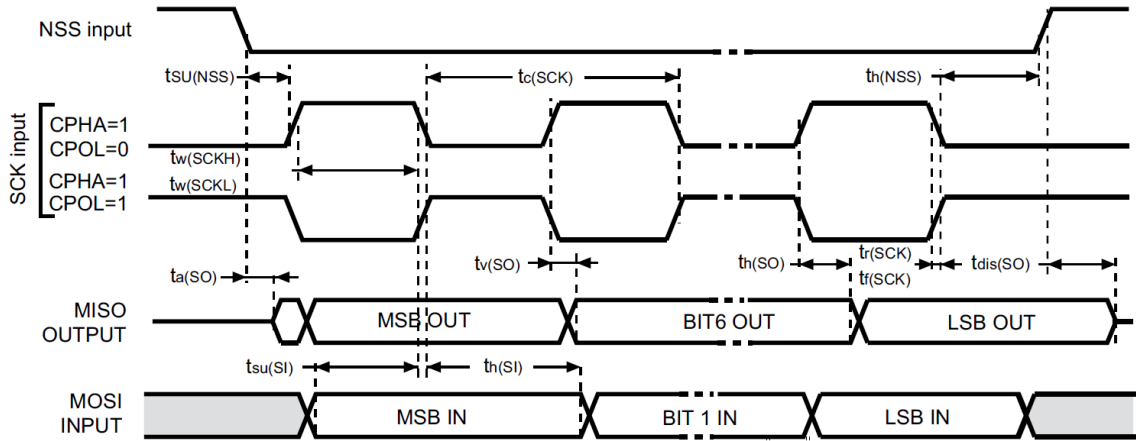 NSS input
tSU(NSS)
tc(SCK)
th(NSS)
SCK input
CPHA=1
CPOL=0
tw(SCKH)
CPHA=1
tw(SCKL)
CPOL=1
ta(SO)
tv(SO)
th(SO)
tr(SCK)
tf(SCK)
tdis(SO)
MISO
OUTPUT
MSB OUT
BIT6 OUT
LSB OUT
tsu(SI)
th(SI)
MOSI
INPUT
MSB IN
BIT 1 IN
LSB IN